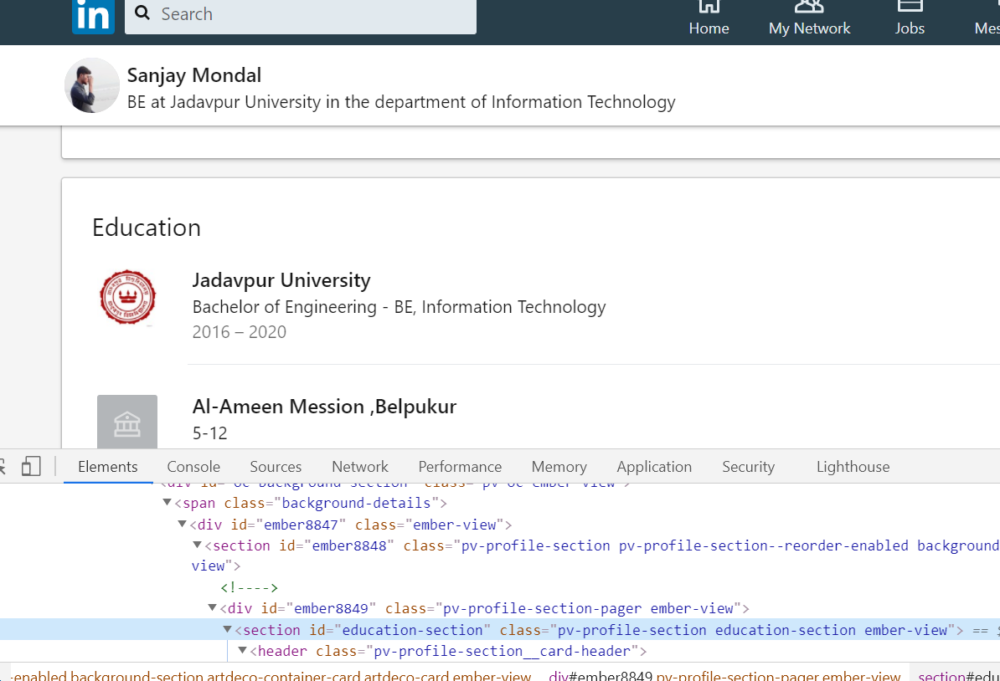 in Search
Home My Network Jobs Mes
Sanjay Mondal
BE at Jadavpur University in the department of Information Technology
Education
Jadavpur University
Bachelor of Engineering - BE, Information Technology
2016 – 2020
Al-Ameen Mession ,Belpukur
5-12
Elements Console Sources Network Performance Memory Application Security Lighthouse
<div id="oc-background-section" class="pv-oc ember-view">
<span class="background-details">
<div id="ember8847" class="ember-view">
<section id="ember8848" class="pv-profile-section pv-profile-section--reorder-enabled background
view">
<!---->
<div id="ember8849" class="pv-profile-section-pager ember-view">
<section id="education-section" class="pv-profile-section education-section ember-view"> ==
<header class="pv-profile-section__card-header">
-enabled.background-section.artdeco-container-card.artdeco-card.ember-view div#ember8849.pv-profile-section-pager.ember-view section#edu